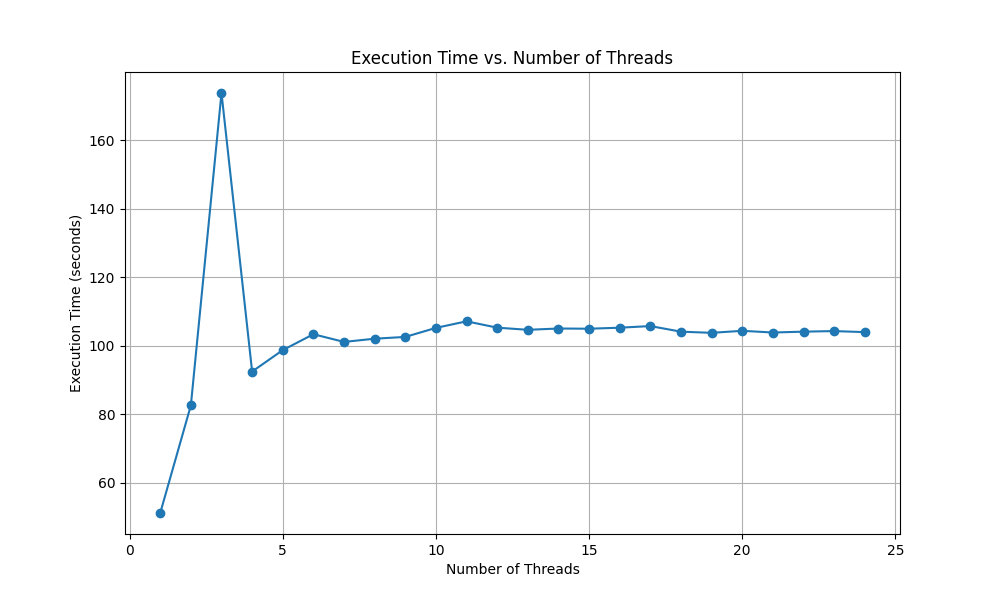 Execution Time vs. Number of Threads
Execution Time (seconds)
160
140
120
100
80
60
0 5 10 15 20 25
Number of Threads